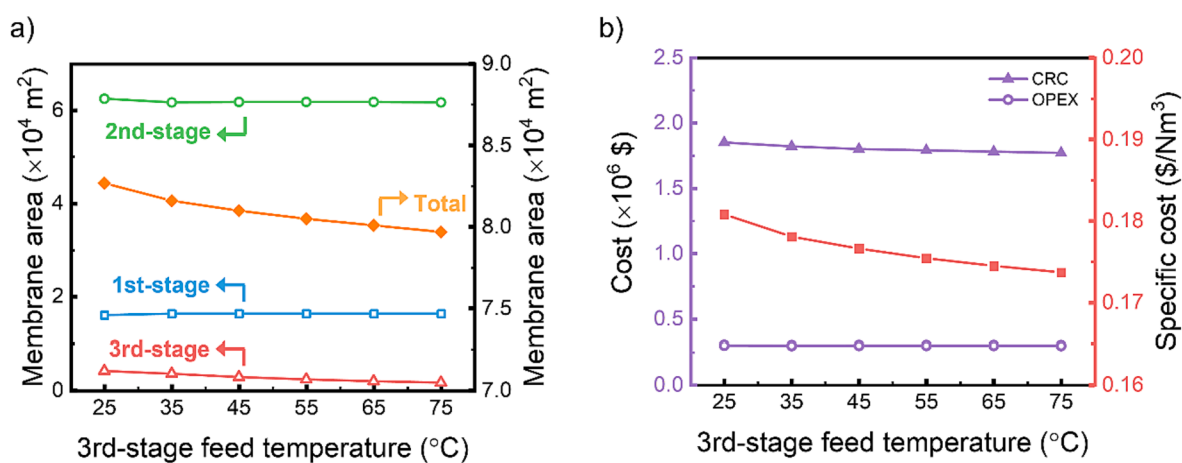 a)
Membrane area (×10⁴ m²)
6
4
2
0
2nd-stage
Total
1st-stage
3rd-stage
9.0
8.5
8.0
7.5
7.0
Membrane area (×10⁴ m²)
25 35 45 55 65 75
3rd-stage feed temperature (°C)
b)
Cost (×10⁶ $)
2.5
2.0
1.5
1.0
0.5
0.0
CRC
OPEX
0.20
0.19
0.18
0.17
0.16
Specific cost ($/Nm³)
25 35 45 55 65 75
3rd-stage feed temperature (°C)